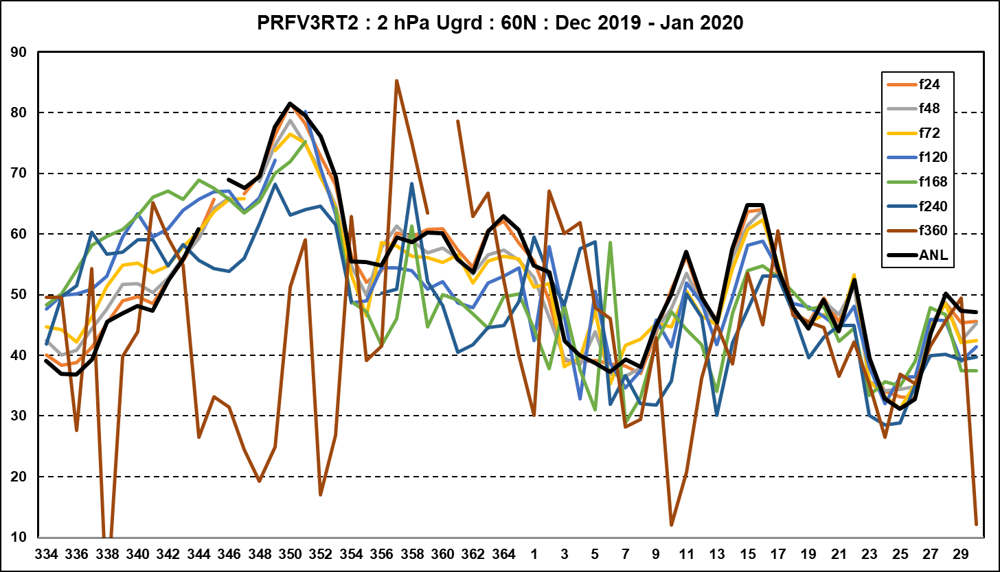 PRFV3RT2 : 2 hPa Ugrd : 60N : Dec 2019 - Jan 2020
90
80
70
60
50
40
30
20
10
f24
f48
f72
f120
f168
f240
f360
ANL
334 336 338 340 342 344 346 348 350 352 354 356 358 360 362 364 1 3 5 7 9 11 13 15 17 19 21 23 25 27 29